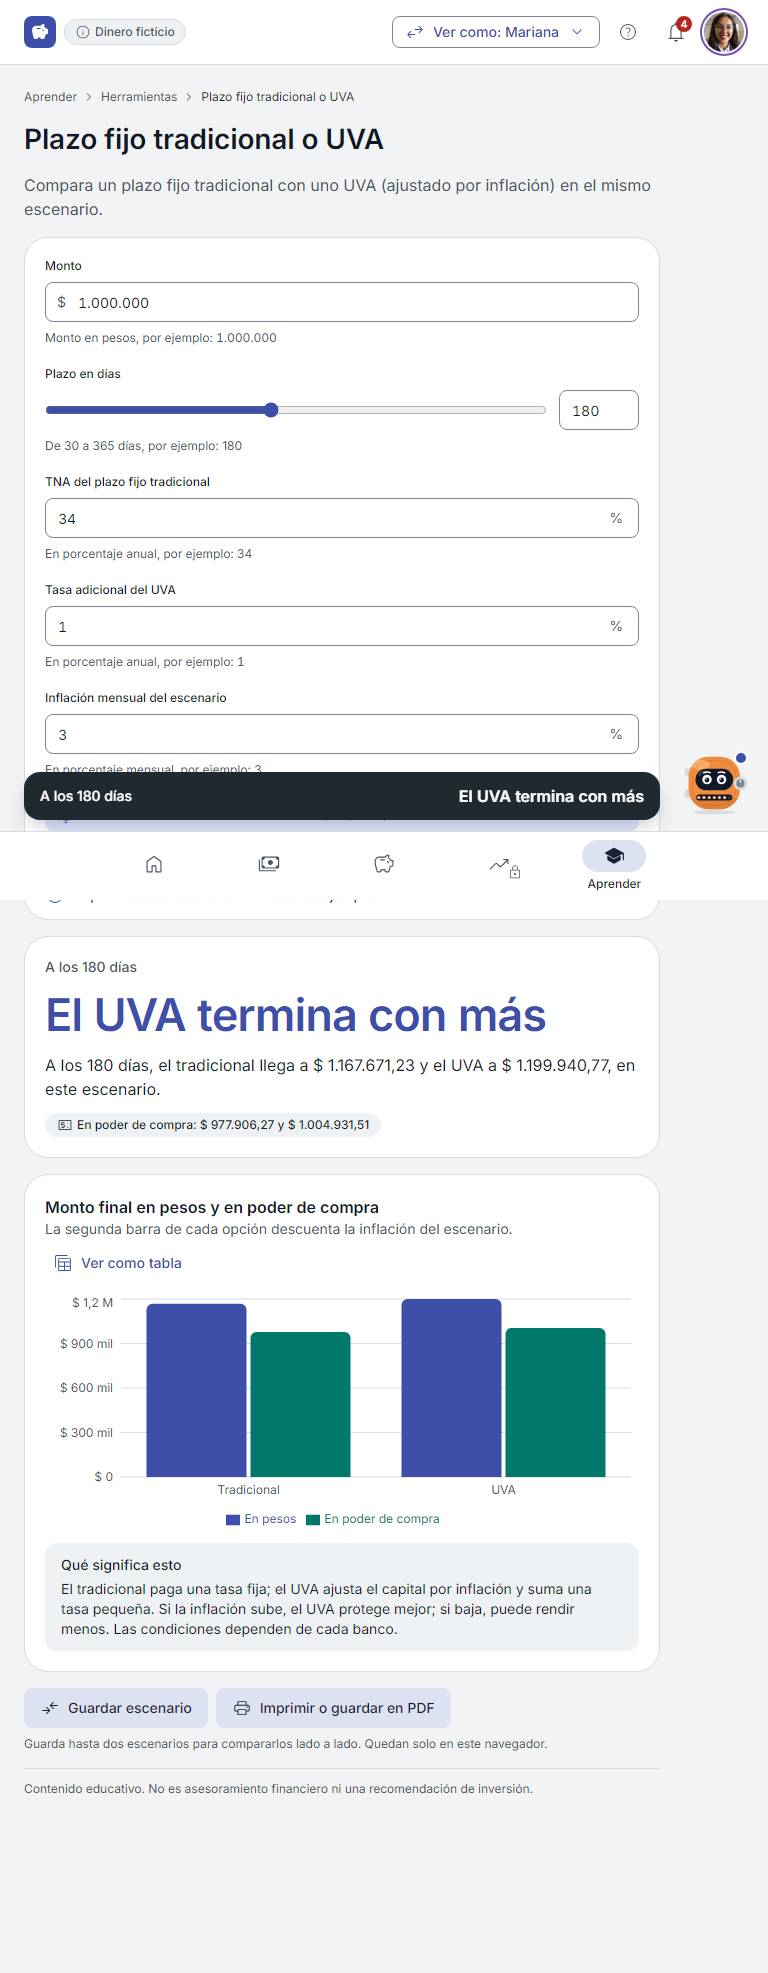 Dinero ficticio
Ver como: Mariana
4
Aprender > Herramientas > Plazo fijo tradicional o UVA
Plazo fijo tradicional o UVA
Compara un plazo fijo tradicional con uno UVA (ajustado por inflación) en el mismo
escenario.
Monto
$ 1.000.000
Monto en pesos, por ejemplo: 1.000.000
Plazo en días
180
De 30 a 365 días, por ejemplo: 180
TNA del plazo fijo tradicional
34 %
En porcentaje anual, por ejemplo: 34
Tasa adicional del UVA
1 %
En porcentaje anual, por ejemplo: 1
Inflación mensual del escenario
3 %
En porcentaje mensual, por ejemplo: 3
A los 180 días
El UVA termina con más
Aprender
A los 180 días
El UVA termina con más
A los 180 días, el tradicional llega a $ 1.167.671,23 y el UVA a $ 1.199.940,77, en
este escenario.
En poder de compra: $ 977.906,27 y $ 1.004.931,51
Monto final en pesos y en poder de compra
La segunda barra de cada opción descuenta la inflación del escenario.
Ver como tabla
$ 1,2 M
$ 900 mil
$ 600 mil
$ 300 mil
$ 0
Tradicional
UVA
En pesos
En poder de compra
Qué significa esto
El tradicional paga una tasa fija; el UVA ajusta el capital por inflación y suma una
tasa pequeña. Si la inflación sube, el UVA protege mejor; si baja, puede rendir
menos. Las condiciones dependen de cada banco.
Guardar escenario
Imprimir o guardar en PDF
Guarda hasta dos escenarios para compararlos lado a lado. Quedan solo en este navegador.
Contenido educativo. No es asesoramiento financiero ni una recomendación de inversión.